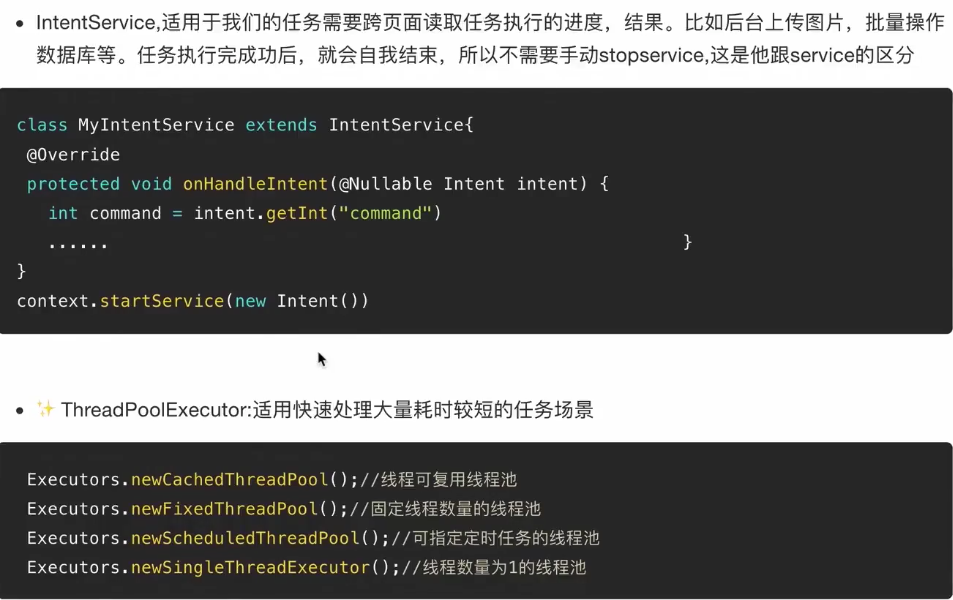 • IntentService,适用于我们的任务需要跨页面读取任务执行的进度，结果。比如后台上传图片，批量操作
数据库等。任务执行完成功后，就会自我结束，所以不需要手动stopservice,这是他跟service的区分
class MyIntentService extends IntentService{
@Override
protected void onHandleIntent(@Nullable Intent intent) {
int command = intent.getInt("command")
...... }
}
context.startService(new Intent())
• ✨ ThreadPoolExecutor:适用快速处理大量耗时较短的任务场景
Executors.newCachedThreadPool();//线程可复用线程池
Executors.newFixedThreadPool();//固定线程数量的线程池
Executors.newScheduledThreadPool();//可指定定时任务的线程池
Executors.newSingleThreadExecutor();//线程数量为1的线程池